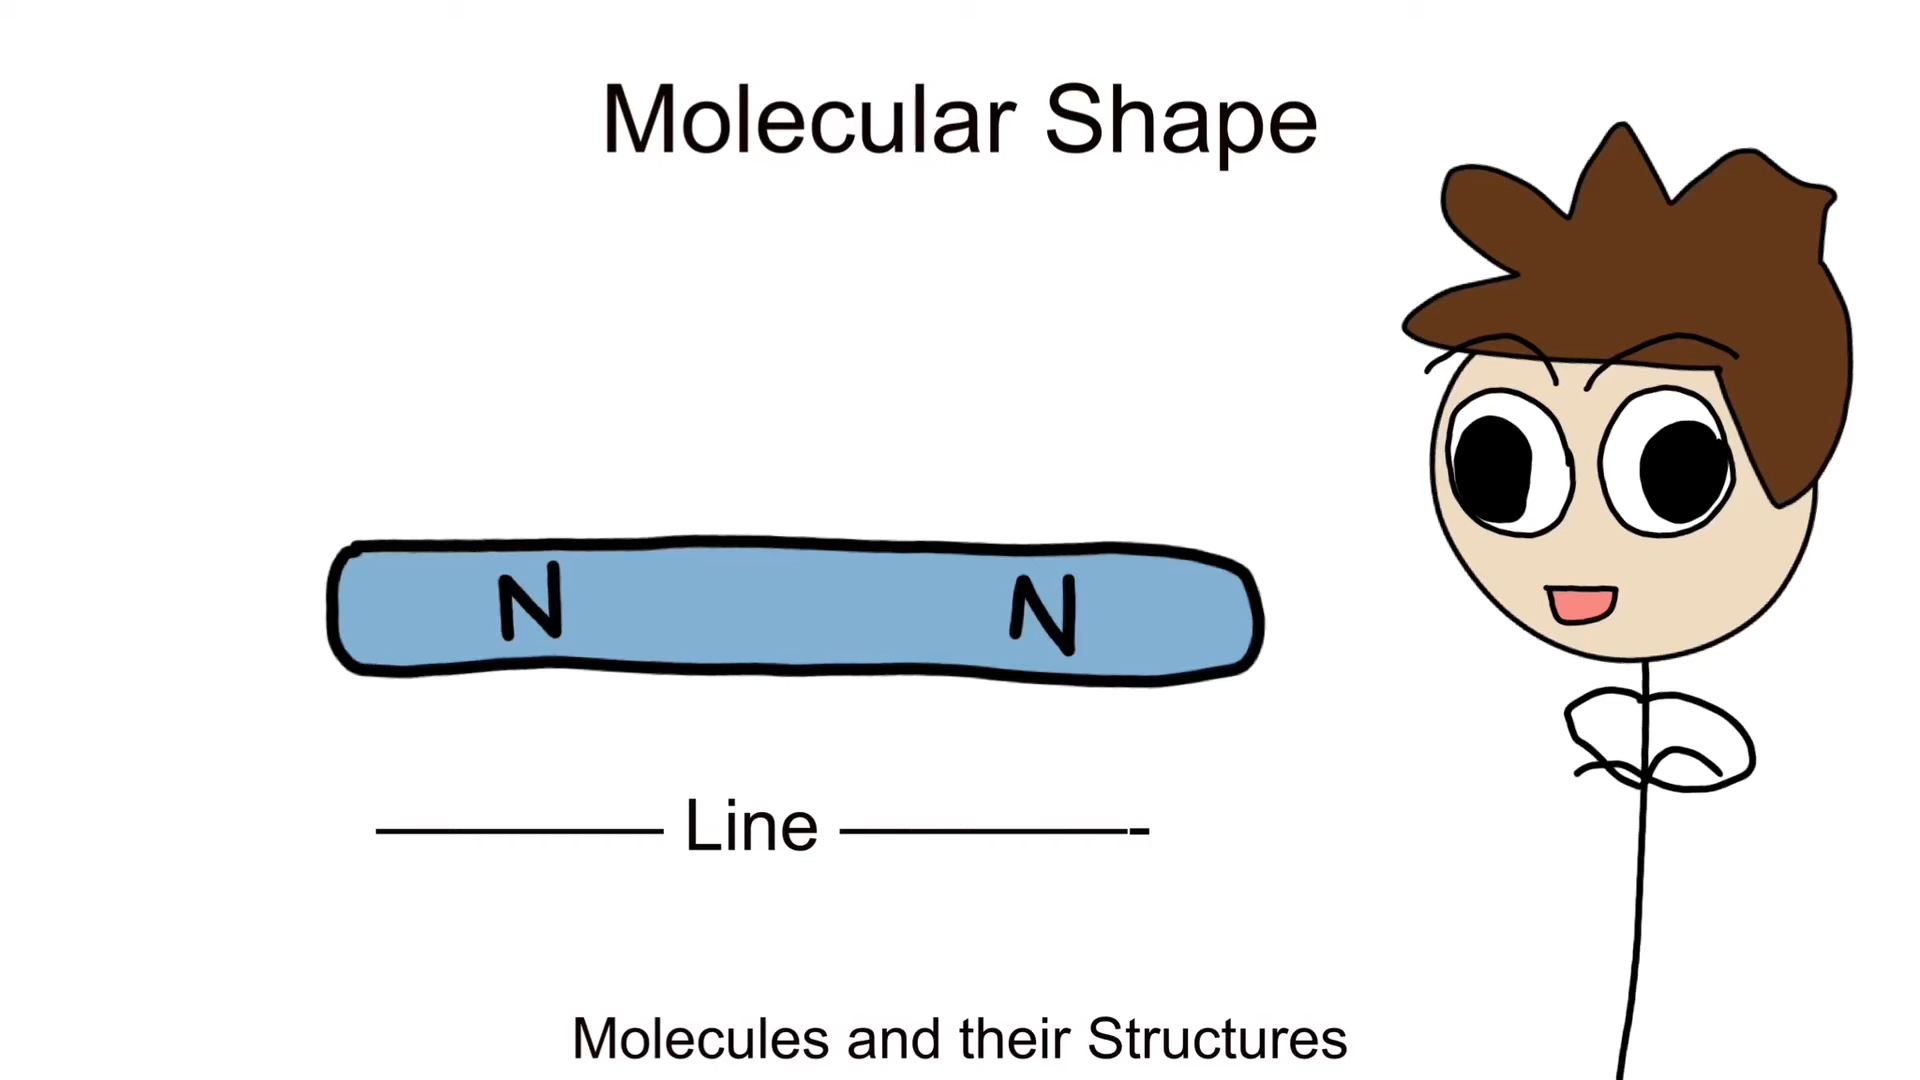 Molecular Shape
N N
———— Line ————-
Molecules and their Structures